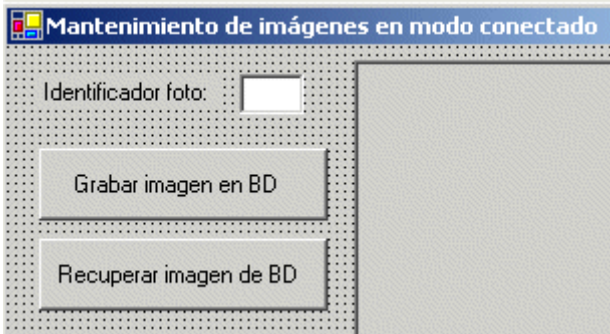 Mantenimiento de imágenes en modo conectado
Identificador foto:
Grabar imagen en BD
Recuperar imagen de BD